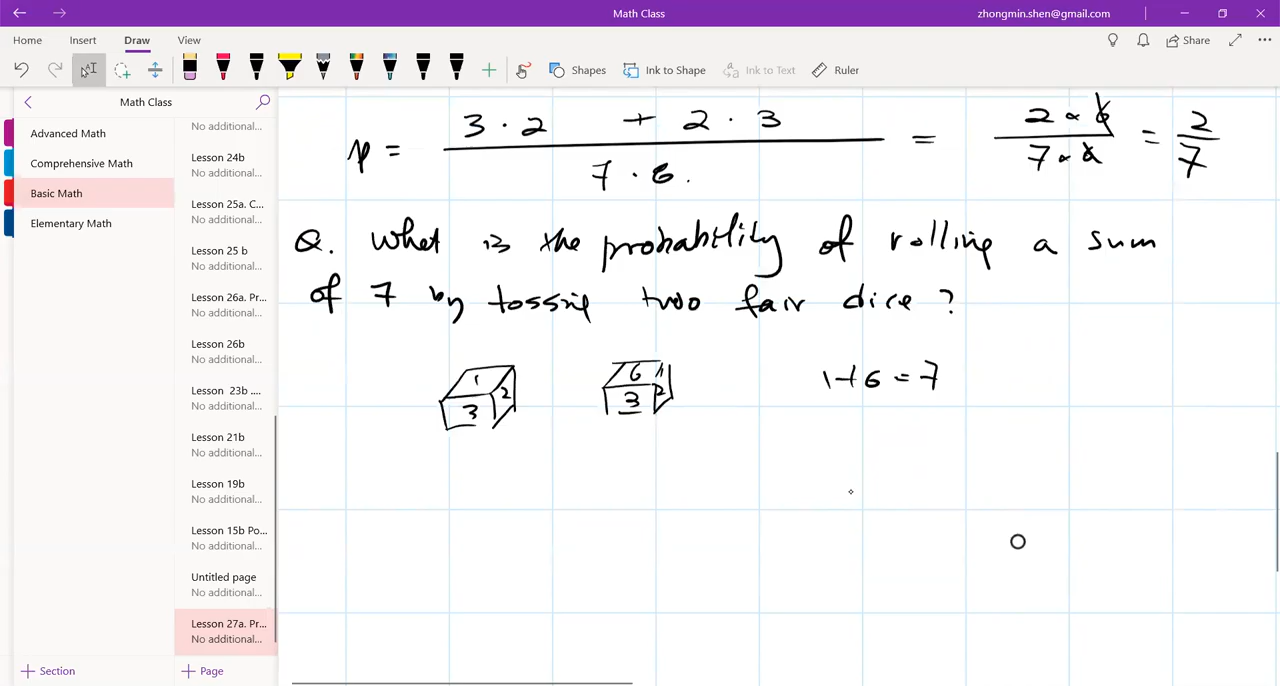 Math Class
zhongmin.shen@gmail.com
Home
Insert
Draw
View
Share
Shapes
Ink to Shape
Ink to Text
Ruler
Math Class
Advanced Math
Comprehensive Math
Basic Math
Elementary Math
No additional...
Lesson 24b
No additional...
Lesson 25a. C...
No additional...
Lesson 25 b
No additional...
Lesson 26a. Pr...
No additional...
Lesson 26b
No additional...
Lesson 23b ....
No additional...
Lesson 21b
No additional...
Lesson 19b
No additional...
Lesson 15b Po...
No additional...
Untitled page
No additional...
Lesson 27a. Pr...
No additional...
Section
Page
3 · 2 + 2 · 3
p = =
7 · 6.
2
= 2
7
7
Q. What is the probability of rolling a sum
of 7 by tossing two fair dice?
1 2 3
6 1 2 3
1+6=7